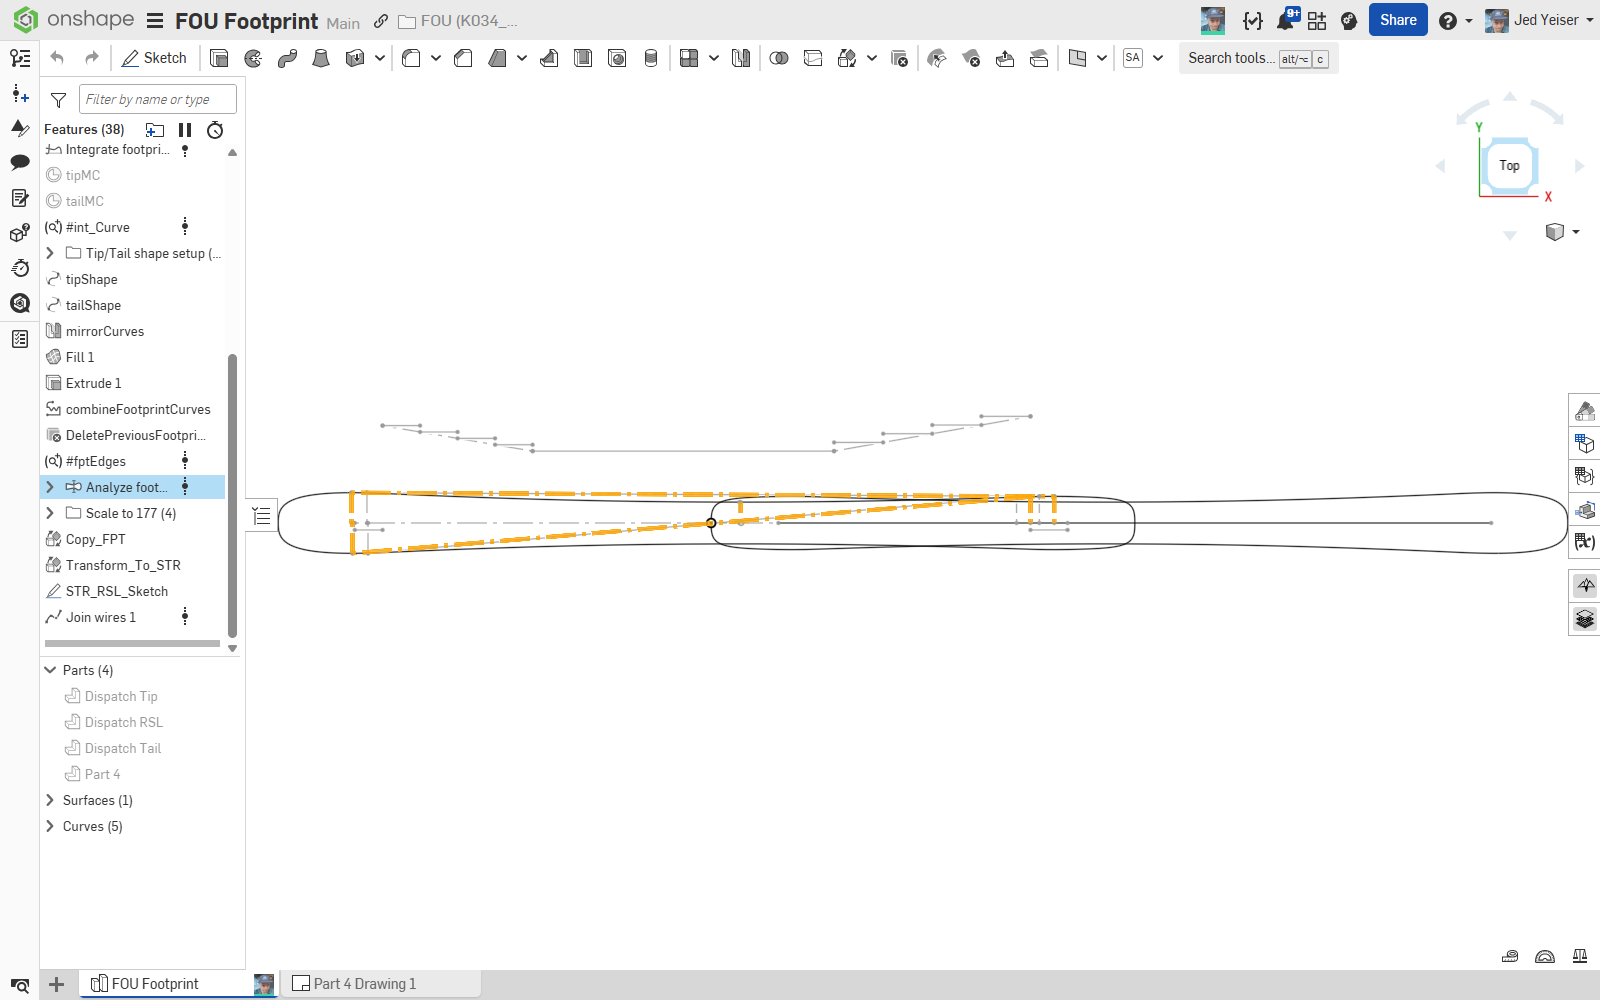 onshape FOU Footprint Main FOU (K034_... 9+ Share Jed Yeiser
Sketch SA Search tools... alt/⌥ c
Filter by name or type
Features (38)
Integrate footpri...
tipMC
tailMC
#int_Curve
Tip/Tail shape setup (...
tipShape
tailShape
mirrorCurves
Fill 1
Extrude 1
combineFootprintCurves
DeletePreviousFootpri...
#fptEdges
Analyze foot...
Scale to 177 (4)
Copy_FPT
Transform_To_STR
STR_RSL_Sketch
Join wires 1
Parts (4)
Dispatch Tip
Dispatch RSL
Dispatch Tail
Part 4
Surfaces (1)
Curves (5)
Y
Top
X
FOU Footprint Part 4 Drawing 1